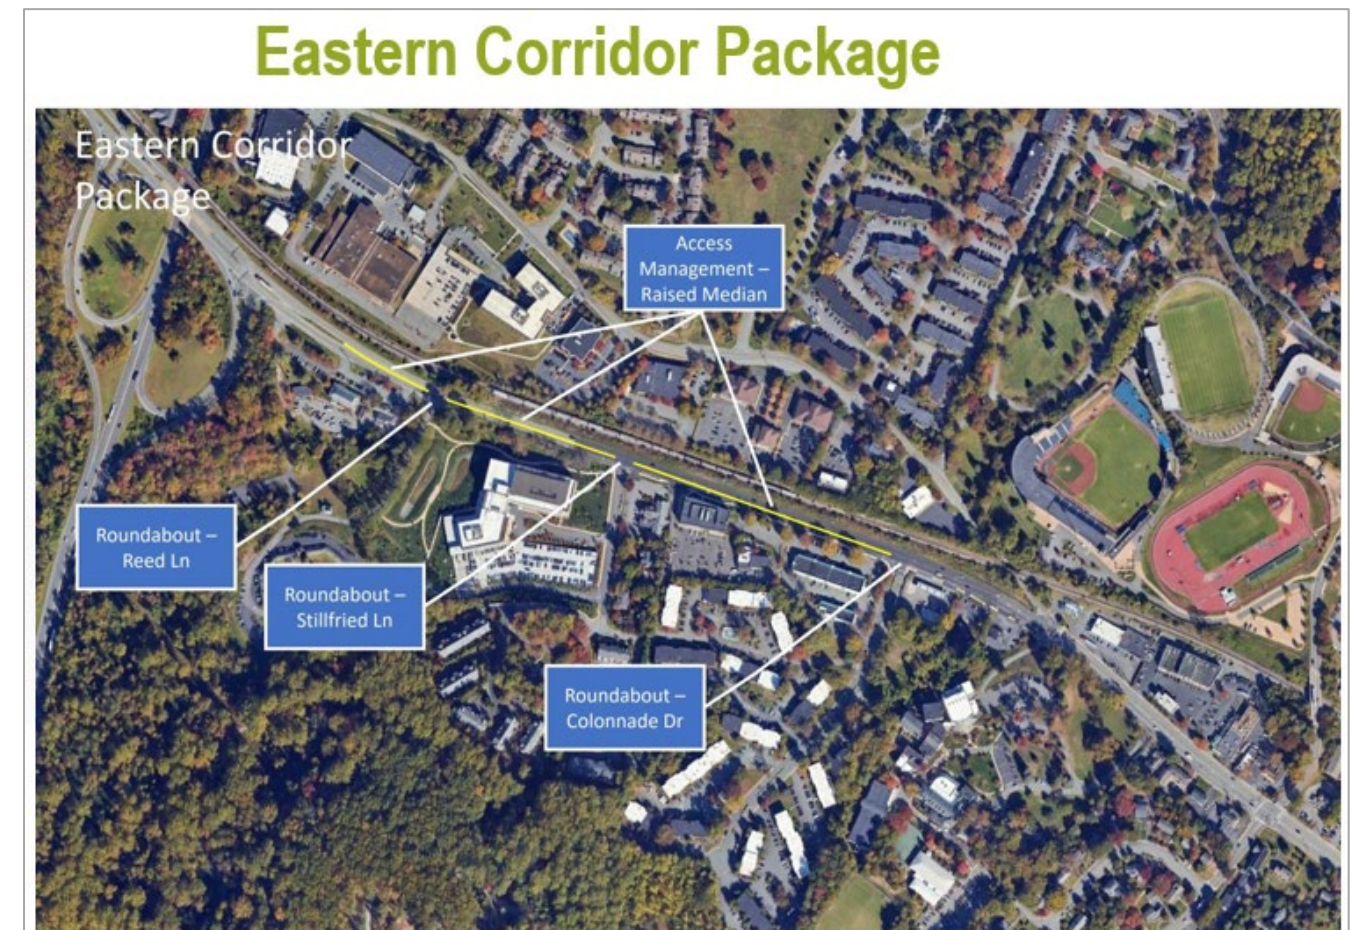 Eastern Corridor Package
Eastern Corridor
Package
Access
Management –
Raised Median
Roundabout –
Reed Ln
Roundabout –
Stillfried Ln
Roundabout –
Colonnade Dr